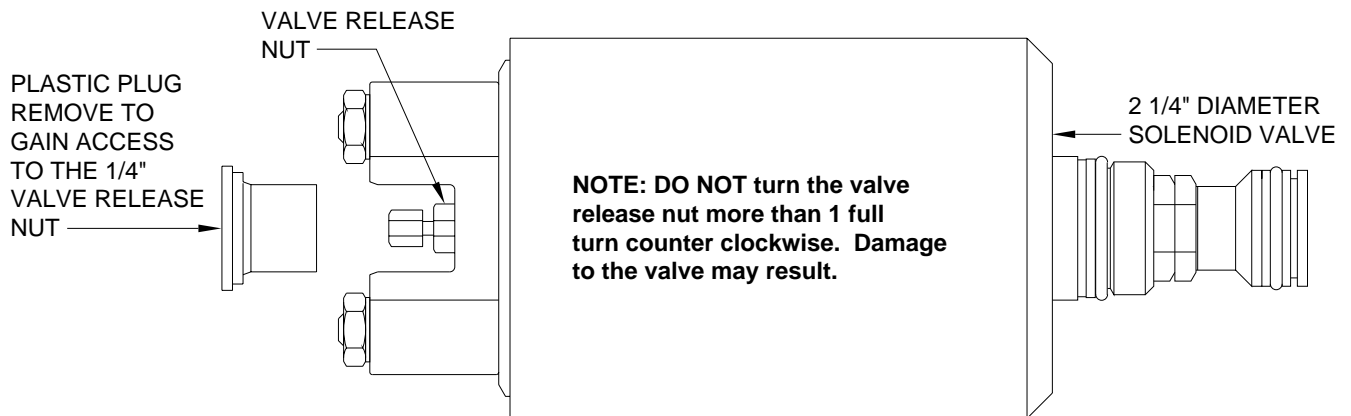 VALVE RELEASE
NUT
PLASTIC PLUG
REMOVE TO
GAIN ACCESS
TO THE 1/4"
VALVE RELEASE
NUT
2 1/4" DIAMETER
SOLENOID VALVE
NOTE: DO NOT turn the valve
release nut more than 1 full
turn counter clockwise. Damage
to the valve may result.